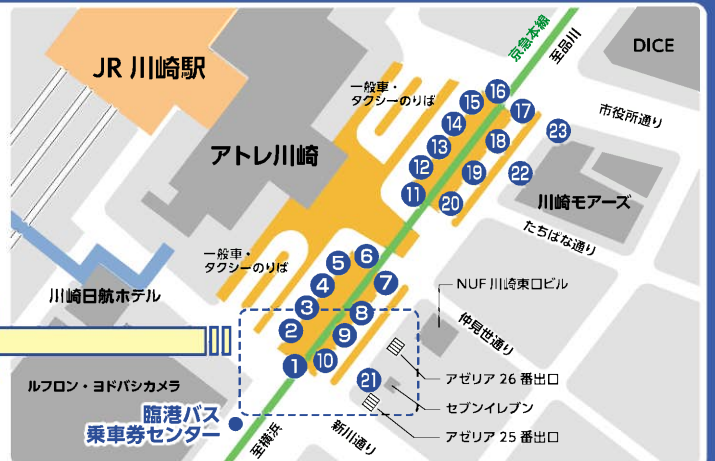 JR 川崎駅
アトレ川崎
一般車・
タクシーのりば
京急本線
至品川
DICE
市役所通り
16
15
17
14
23
13
18
12
19
22
11
20
川崎モアーズ
たちばな通り
一般車・
タクシーのりば
5
6
4
7
3
8
2
9
1
10
21
川崎日航ホテル
NUF 川崎東口ビル
仲見世通り
アゼリア 26 番出口
セブンイレブン
アゼリア 25 番出口
ルフロン・ヨドバシカメラ
臨港バス
乗車券センター
至横浜
新川通り